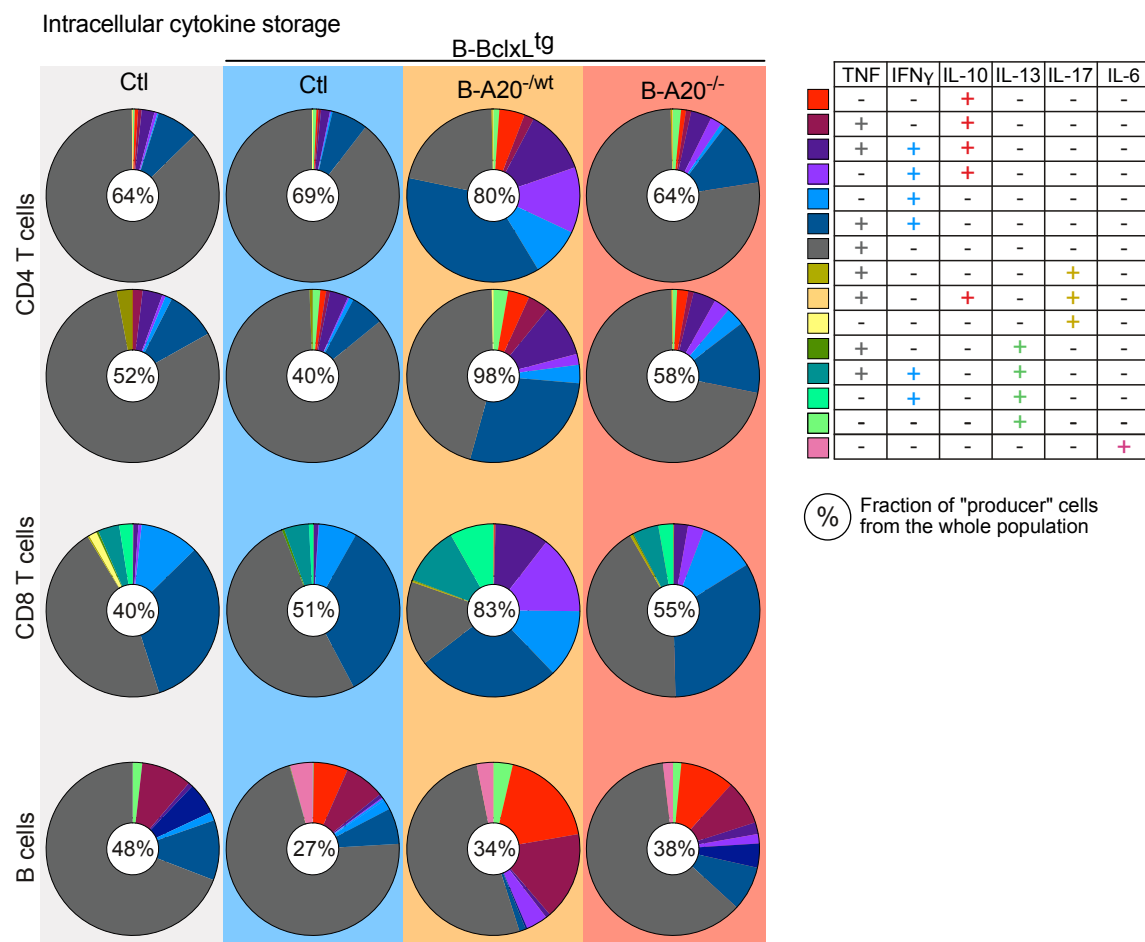 Intracellular cytokine storage
B-BclxLtg
Ctl
Ctl
B-A20-/wt
B-A20-/-
CD4 T cells
64%
69%
80%
64%
52%
40%
98%
58%
CD8 T cells
40%
51%
83%
55%
B cells
48%
27%
34%
38%
TNF IFNγ IL-10 IL-13 IL-17 IL-6
- - + - - -
+ - + - - -
+ + + - - -
- + + - - -
- + - - - -
+ + - - - -
+ - - - - -
+ - - - + -
+ - + - + -
- - - - + -
+ - - + - -
+ + - + - -
- + - + - -
- - - + - -
- - - - - +
% Fraction of "producer" cells
from the whole population